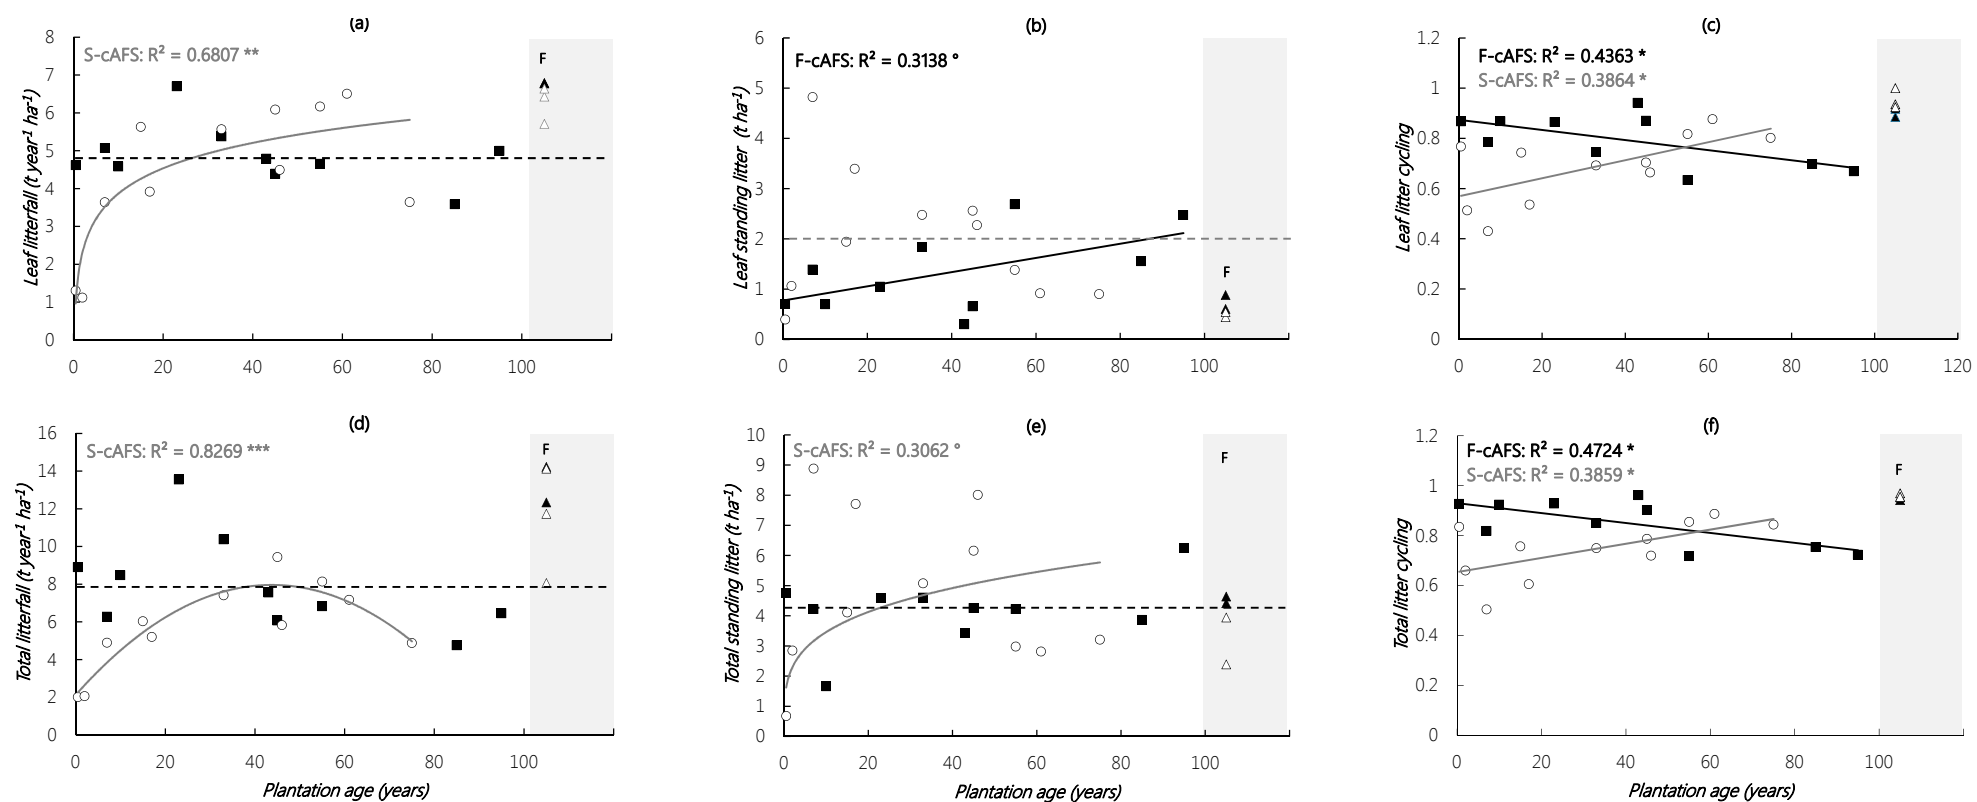 (a)
S-cAFS: R² = 0.6807 **
F
Leaf litterfall (t year⁻¹ ha⁻¹)
8
7
6
5
4
3
2
1
0
0 20 40 60 80 100
(b)
F-cAFS: R² = 0.3138 °
F
Leaf standing litter (t ha⁻¹)
6
5
4
3
2
1
0
0 20 40 60 80 100
(c)
F-cAFS: R² = 0.4363 *
S-cAFS: R² = 0.3864 *
Leaf litter cycling
1.2
1
0.8
0.6
0.4
0.2
0
0 20 40 60 80 100 120
(d)
S-cAFS: R² = 0.8269 ***
F
Total litterfall (t year⁻¹ ha⁻¹)
16
14
12
10
8
6
4
2
0
0 20 40 60 80 100
Plantation age (years)
(e)
S-cAFS: R² = 0.3062 °
F
Total standing litter (t ha⁻¹)
10
9
8
7
6
5
4
3
2
1
0
0 20 40 60 80 100
Plantation age (years)
(f)
F-cAFS: R² = 0.4724 *
S-cAFS: R² = 0.3859 *
F
Total litter cycling
1.2
1
0.8
0.6
0.4
0.2
0
0 20 40 60 80 100
Plantation age (years)